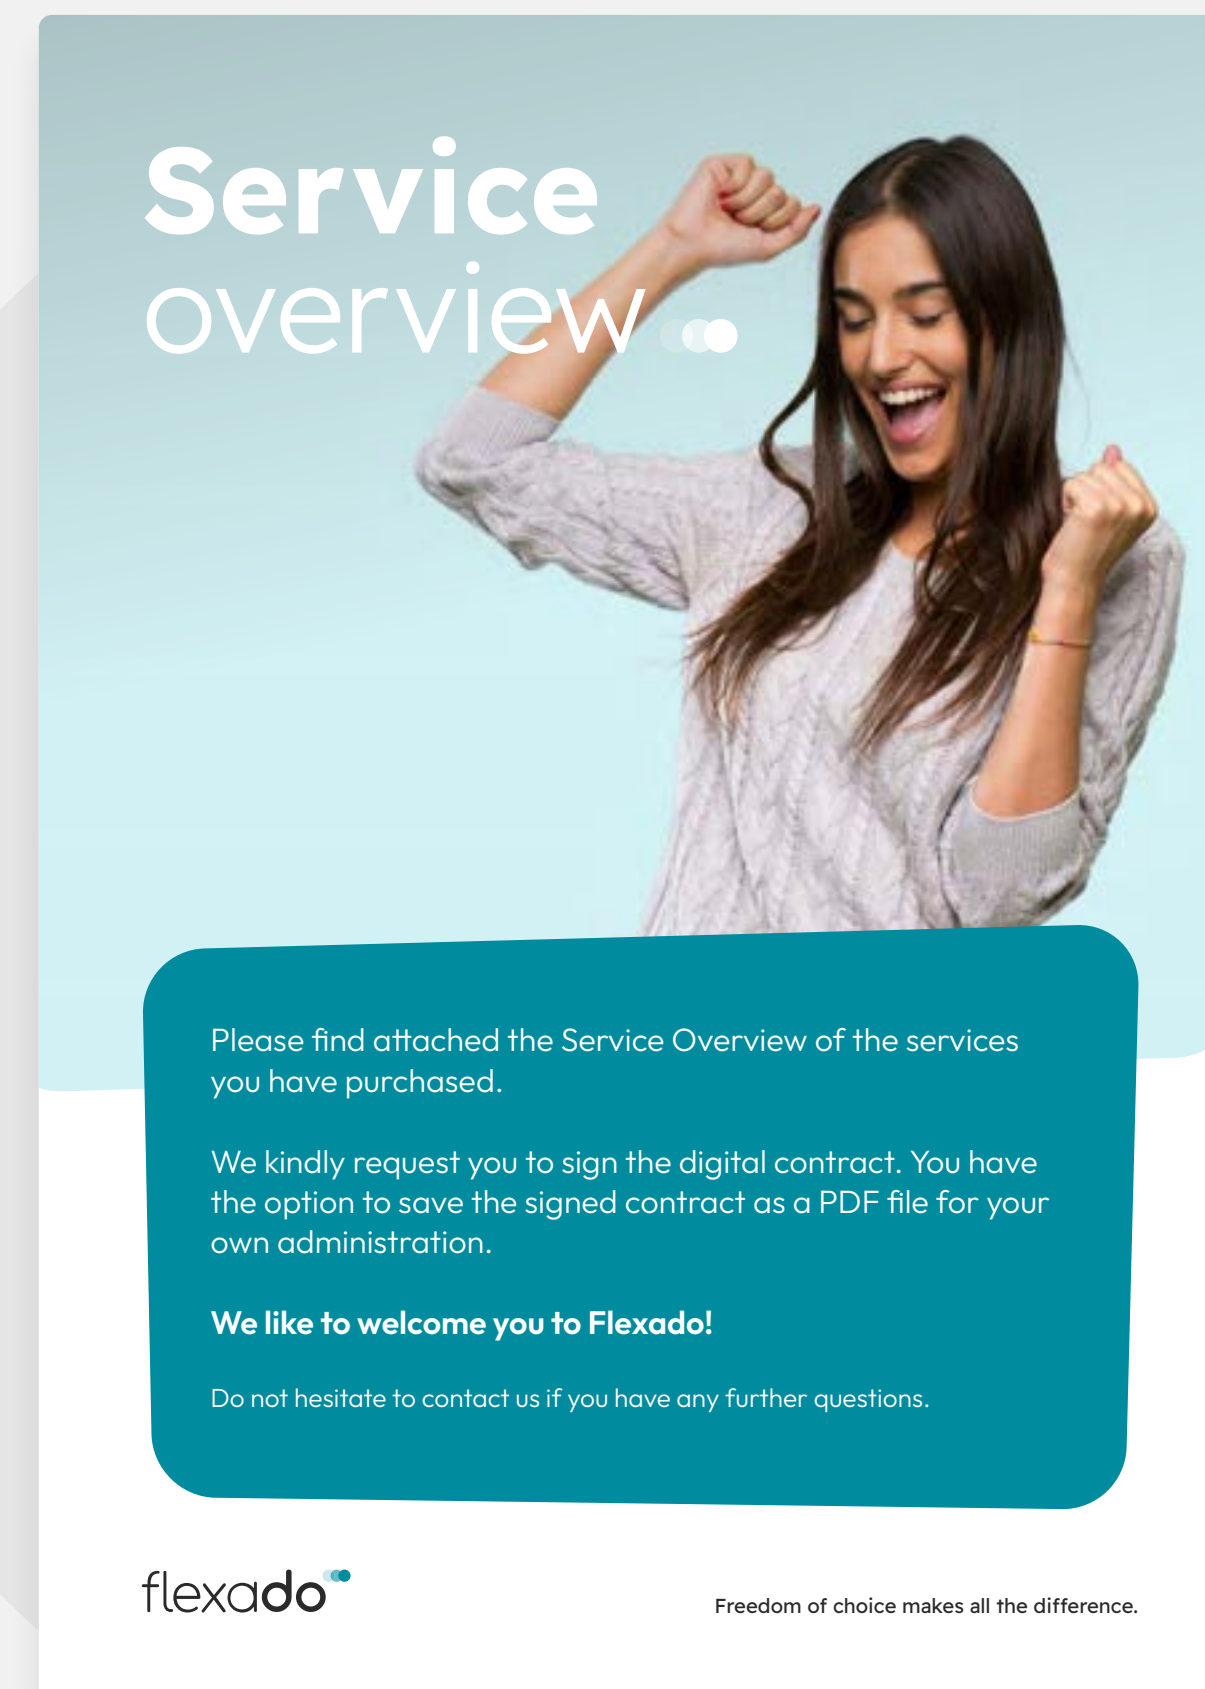 Service
overview
Please find attached the Service Overview of the services
you have purchased.
We kindly request you to sign the digital contract. You have
the option to save the signed contract as a PDF file for your
own administration.
We like to welcome you to Flexado!
Do not hesitate to contact us if you have any further questions.
flexado
Freedom of choice makes all the difference.